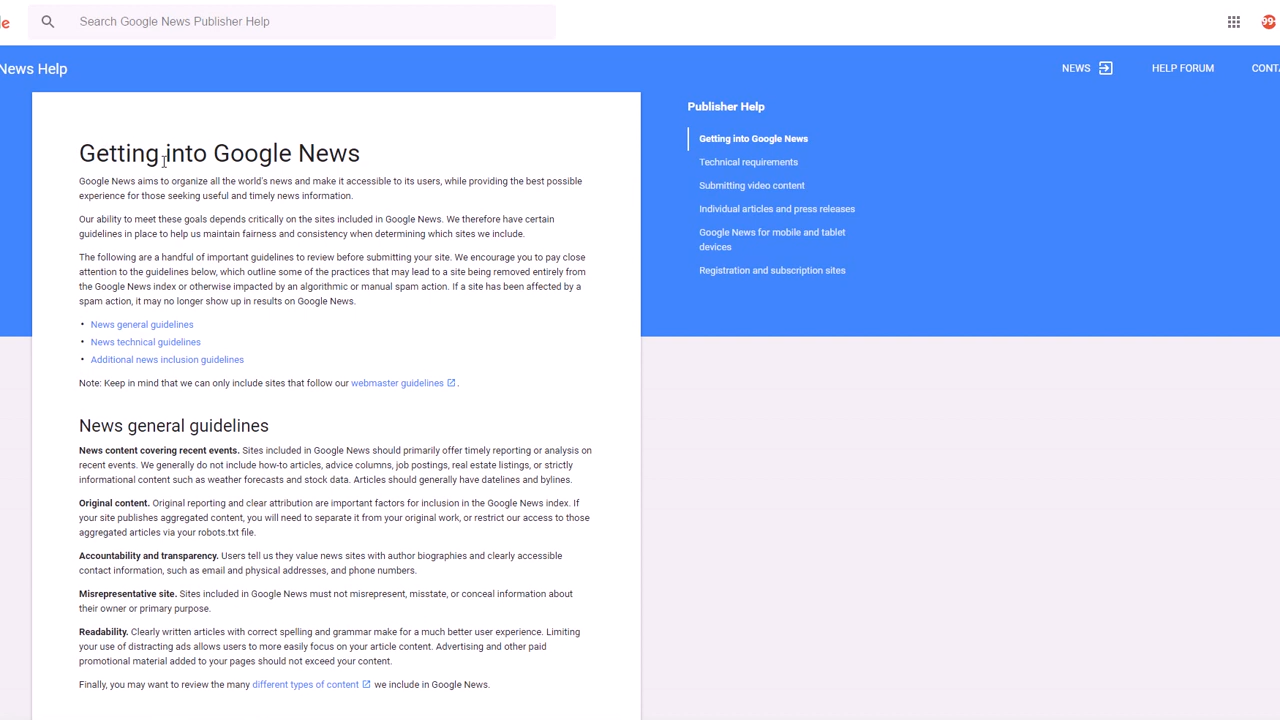 le
Search Google News Publisher Help
99+
News Help
NEWS
HELP FORUM
CONTA
Getting into Google News
Google News aims to organize all the world's news and make it accessible to its users, while providing the best possible
experience for those seeking useful and timely news information.
Our ability to meet these goals depends critically on the sites included in Google News. We therefore have certain
guidelines in place to help us maintain fairness and consistency when determining which sites we include.
The following are a handful of important guidelines to review before submitting your site. We encourage you to pay close
attention to the guidelines below, which outline some of the practices that may lead to a site being removed entirely from
the Google News index or otherwise impacted by an algorithmic or manual spam action. If a site has been affected by a
spam action, it may no longer show up in results on Google News.
• News general guidelines
• News technical guidelines
• Additional news inclusion guidelines
Note: Keep in mind that we can only include sites that follow our webmaster guidelines .
News general guidelines
News content covering recent events. Sites included in Google News should primarily offer timely reporting or analysis on
recent events. We generally do not include how-to articles, advice columns, job postings, real estate listings, or strictly
informational content such as weather forecasts and stock data. Articles should generally have datelines and bylines.
Original content. Original reporting and clear attribution are important factors for inclusion in the Google News index. If
your site publishes aggregated content, you will need to separate it from your original work, or restrict our access to those
aggregated articles via your robots.txt file.
Accountability and transparency. Users tell us they value news sites with author biographies and clearly accessible
contact information, such as email and physical addresses, and phone numbers.
Misrepresentative site. Sites included in Google News must not misrepresent, misstate, or conceal information about
their owner or primary purpose.
Readability. Clearly written articles with correct spelling and grammar make for a much better user experience. Limiting
your use of distracting ads allows users to more easily focus on your article content. Advertising and other paid
promotional material added to your pages should not exceed your content.
Finally, you may want to review the many different types of content we include in Google News.
Publisher Help
Getting into Google News
Technical requirements
Submitting video content
Individual articles and press releases
Google News for mobile and tablet
devices
Registration and subscription sites